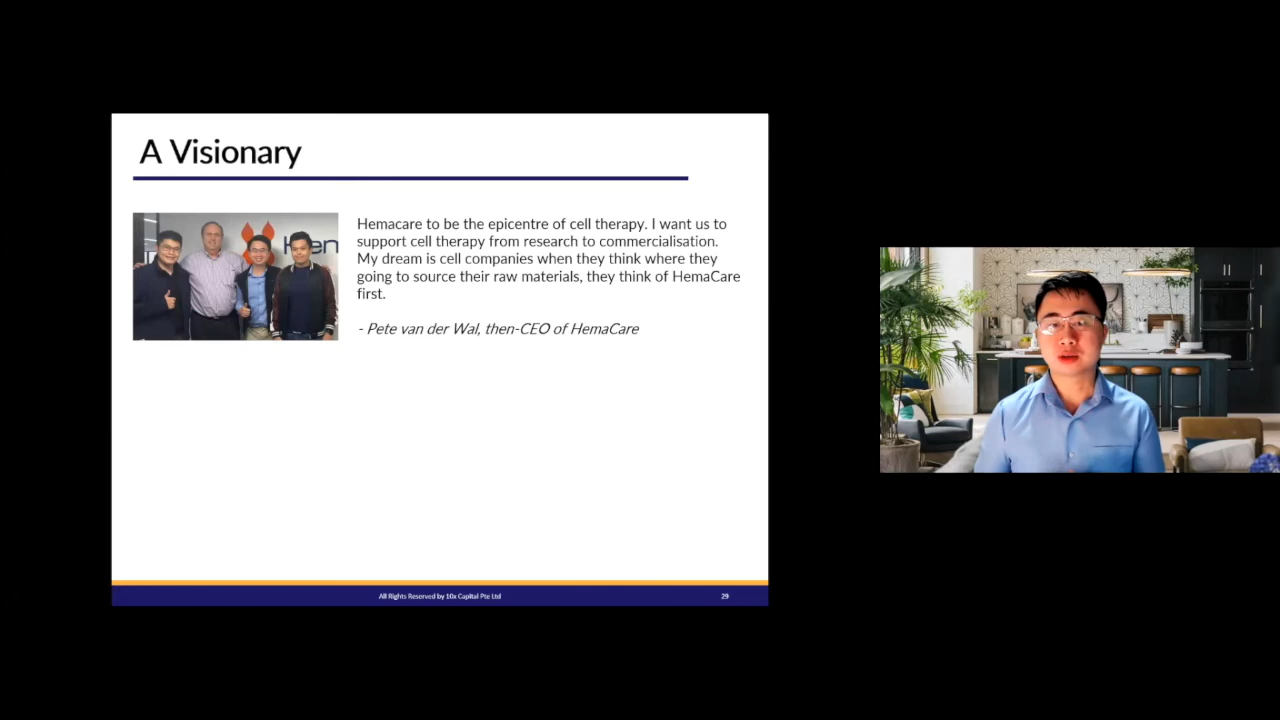 A Visionary
Hem
Hemacare to be the epicentre of cell therapy. I want us to
support cell therapy from research to commercialisation.
My dream is cell companies when they think where they
going to source their raw materials, they think of HemaCare
first.
- Pete van der Wal, then-CEO of HemaCare
All Rights Reserved by 10x Capital Pte Ltd
29